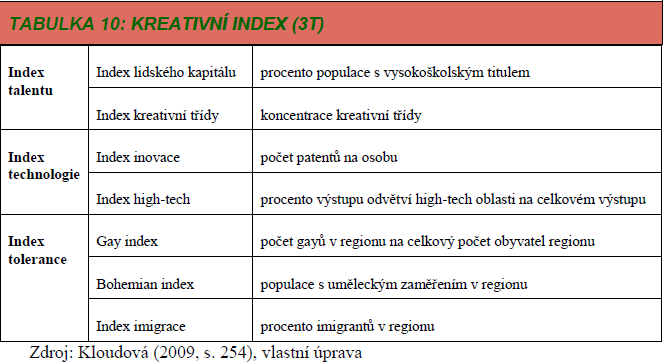 TABULKA 10: KREATIVNÍ INDEX (3T)
Index talentu
Index lidského kapitálu procento populace s vysokoškolským titulem
Index kreativní třídy koncentrace kreativní třídy
Index technologie
Index inovace počet patentů na osobu
Index high-tech procento výstupu odvětví high-tech oblasti na celkovém výstupu
Index tolerance
Gay index počet gayů v regionu na celkový počet obyvatel regionu
Bohemian index populace s uměleckým zaměřením v regionu
Index imigrace procento imigrantů v regionu
Zdroj: Kloudová (2009, s. 254), vlastní úprava